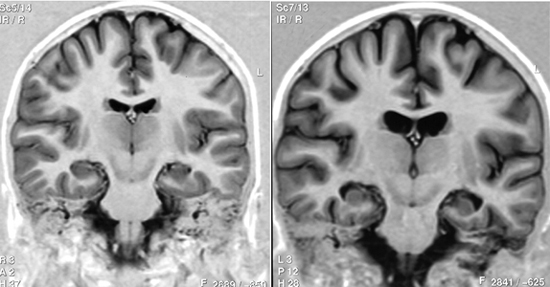 Sc5/14
IR / R
L
R 3
A 2
H 37
Sc7/13
IR / R
L
L 3
P 12
H 28
F 2841 / -625